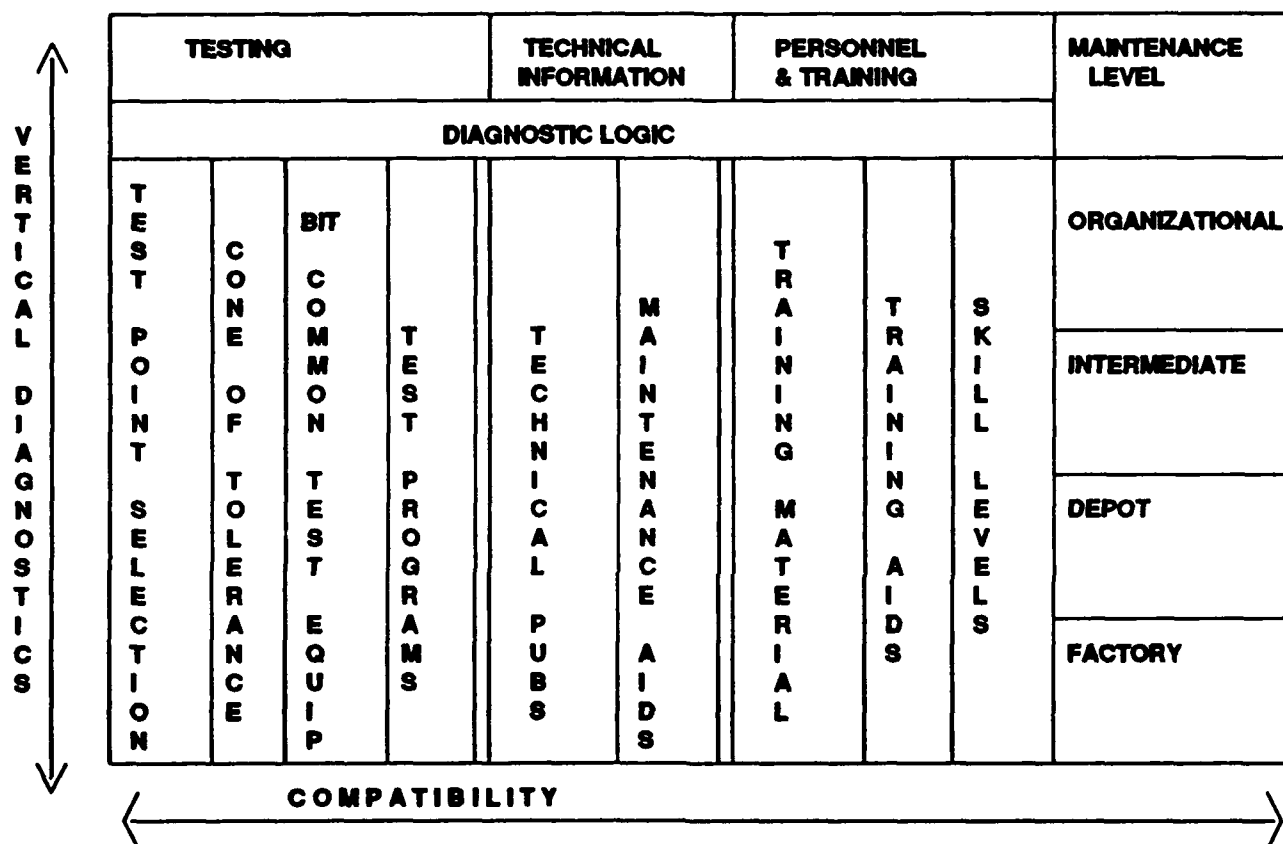 TESTING
TECHNICAL
INFORMATION
PERSONNEL
& TRAINING
MAINTENANCE
LEVEL
DIAGNOSTIC LOGIC
VERTICAL DIAGNOSTICS
TEST POINT SELECTION
CONE OF TOLERANCE
BIT
COMMON TEST EQUIP
TEST PROGRAMS
TECHNICAL PUBS
MAINTENANCE AIDS
TRAINING MATERIAL
TRAINING AIDS
SKILL LEVELS
ORGANIZATIONAL
INTERMEDIATE
DEPOT
FACTORY
COMPATIBILITY